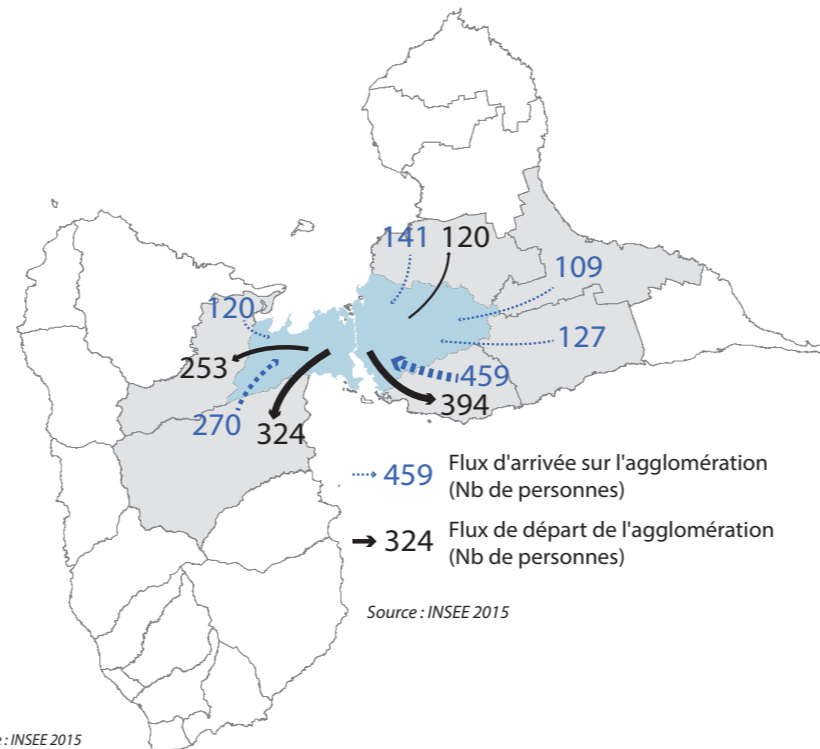 141 120
109
120
127
253
459
394
270
324
459 Flux d'arrivée sur l'agglomération
(Nb de personnes)
324 Flux de départ de l'agglomération
(Nb de personnes)
Source : INSEE 2015
: INSEE 2015